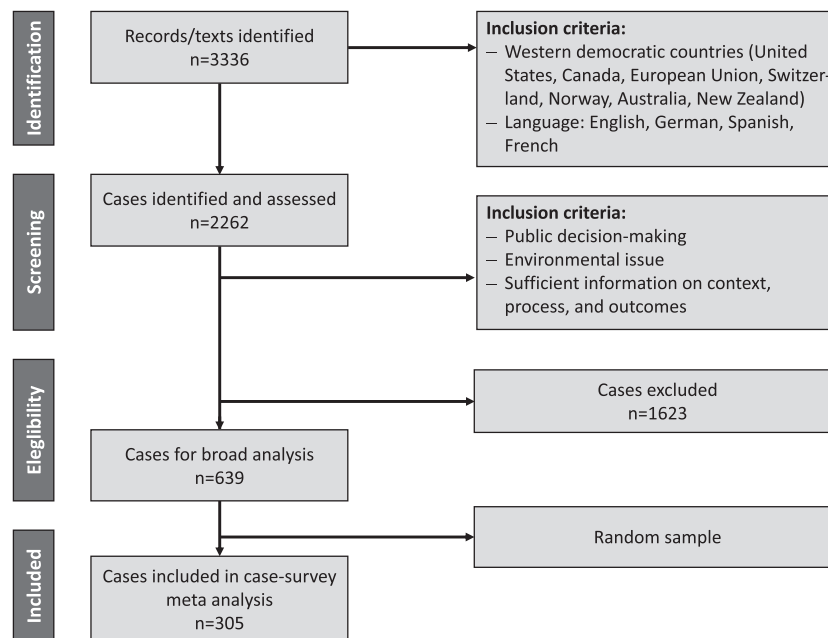 Identification
Records/texts identified
n=3336
Inclusion criteria:
– Western democratic countries (United
States, Canada, European Union, Switzer-
land, Norway, Australia, New Zealand)
– Language: English, German, Spanish,
French
Screening
Cases identified and assessed
n=2262
Inclusion criteria:
– Public decision-making
– Environmental issue
– Sufficient information on context,
process, and outcomes
Eleglibility
Cases excluded
n=1623
Cases for broad analysis
n=639
Included
Random sample
Cases included in case-survey
meta analysis
n=305